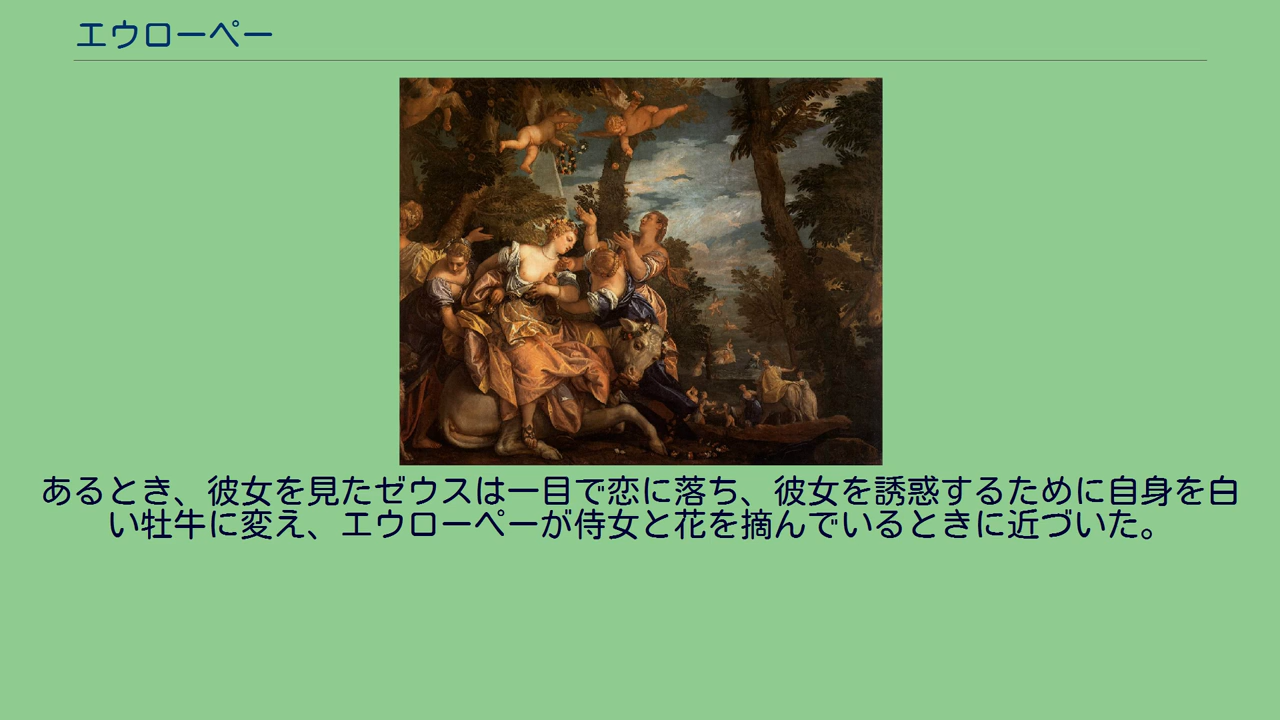 エウローペー
あるとき、彼女を見たゼウスは一目で恋に落ち、彼女を誘惑するために自身を白
い牡牛に変え、エウローペーが侍女と花を摘んでいるときに近づいた。